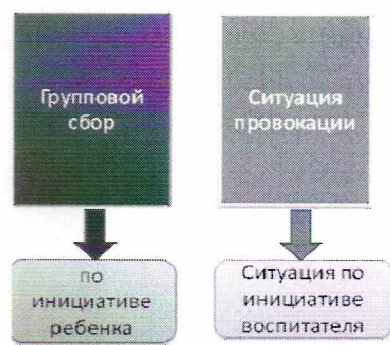 Групповой
сбор
Ситуация
провокации
по
инициативе
ребенка
Ситуация по
инициативе
воспитателя